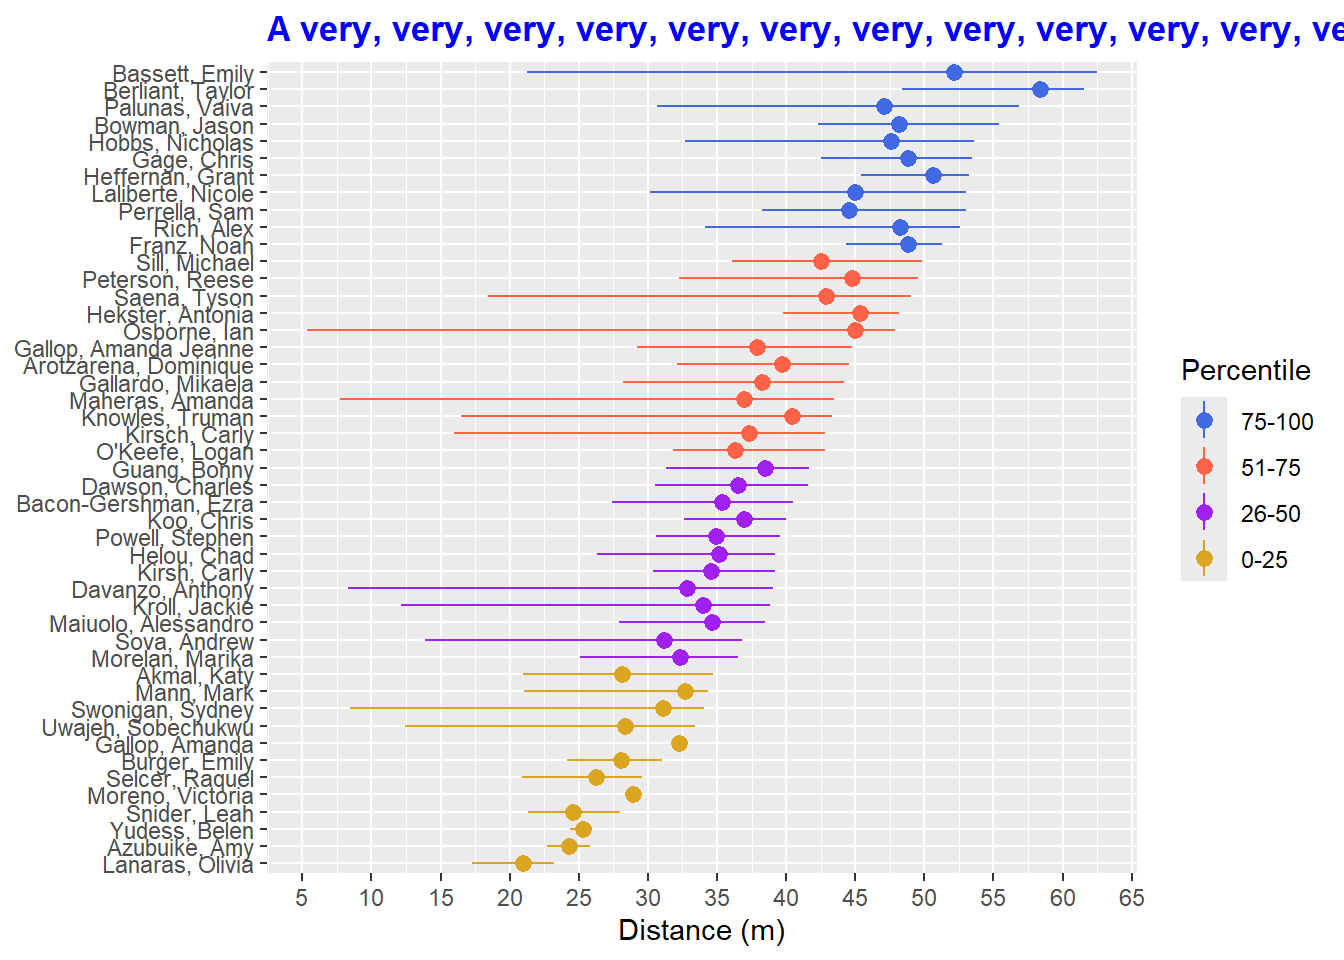 A very, very, very, very, very, very, very, very, very, very, very, ve
Bassett, Emily
Berliant, Taylor
Palunas, Vaiva
Bowman, Jason
Hobbs, Nicholas
Gage, Chris
Heffernan, Grant
Laliberte, Nicole
Perrella, Sam
Rich, Alex
Franz, Noah
Sill, Michael
Peterson, Reese
Saena, Tyson
Hekster, Antonia
Osborne, Ian
Gallop, Amanda Jeanne
Arotzarena, Dominique
Gallardo, Mikaela
Maheras, Amanda
Knowles, Truman
Kirsch, Carly
O'Keefe, Logan
Guang, Bonny
Dawson, Charles
Bacon-Gershman, Ezra
Koo, Chris
Powell, Stephen
Helou, Chad
Kirsh, Carly
Davanzo, Anthony
Kroll, Jackie
Maiuolo, Alessandro
Sova, Andrew
Morelan, Marika
Akmal, Katy
Mann, Mark
Swonigan, Sydney
Uwajeh, Sobechukwu
Gallop, Amanda
Burger, Emily
Selcer, Raquel
Moreno, Victoria
Snider, Leah
Yudess, Belen
Azubuike, Amy
Lanaras, Olivia
5 10 15 20 25 30 35 40 45 50 55 60 65
Distance (m)
Percentile
75-100
51-75
26-50
0-25